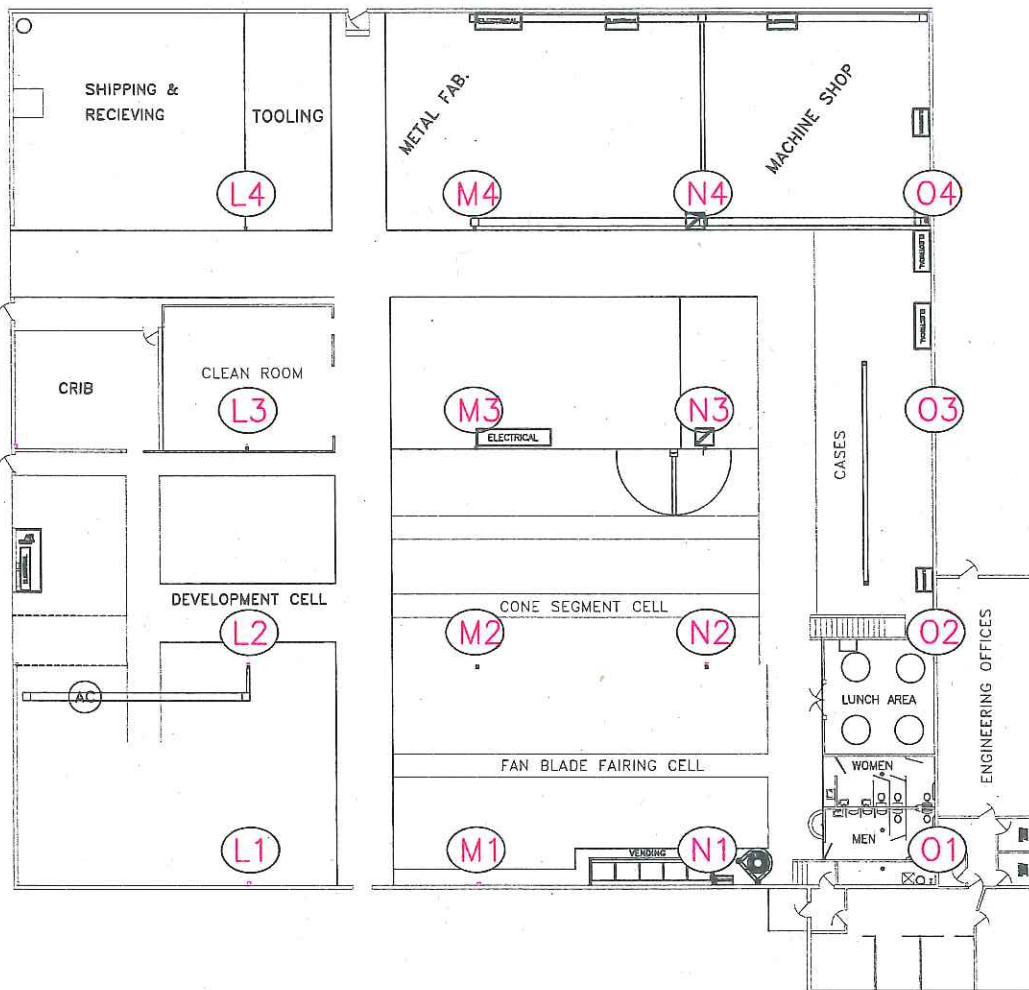 ELECTRICAL
SHIPPING &
RECIEVING
TOOLING
METAL FAB.
MACHINE SHOP
L4
M4
N4
O4
ELECTRICAL
ELECTRICAL
CRIB
CLEAN ROOM
L3
M3
N3
O3
ELECTRICAL
CASES
DEVELOPMENT CELL
CONE SEGMENT CELL
L2
M2
N2
O2
ENGINEERING OFFICES
AC
LUNCH AREA
FAN BLADE FAIRING CELL
WOMEN
MEN
L1
M1
VENDING
N1
O1